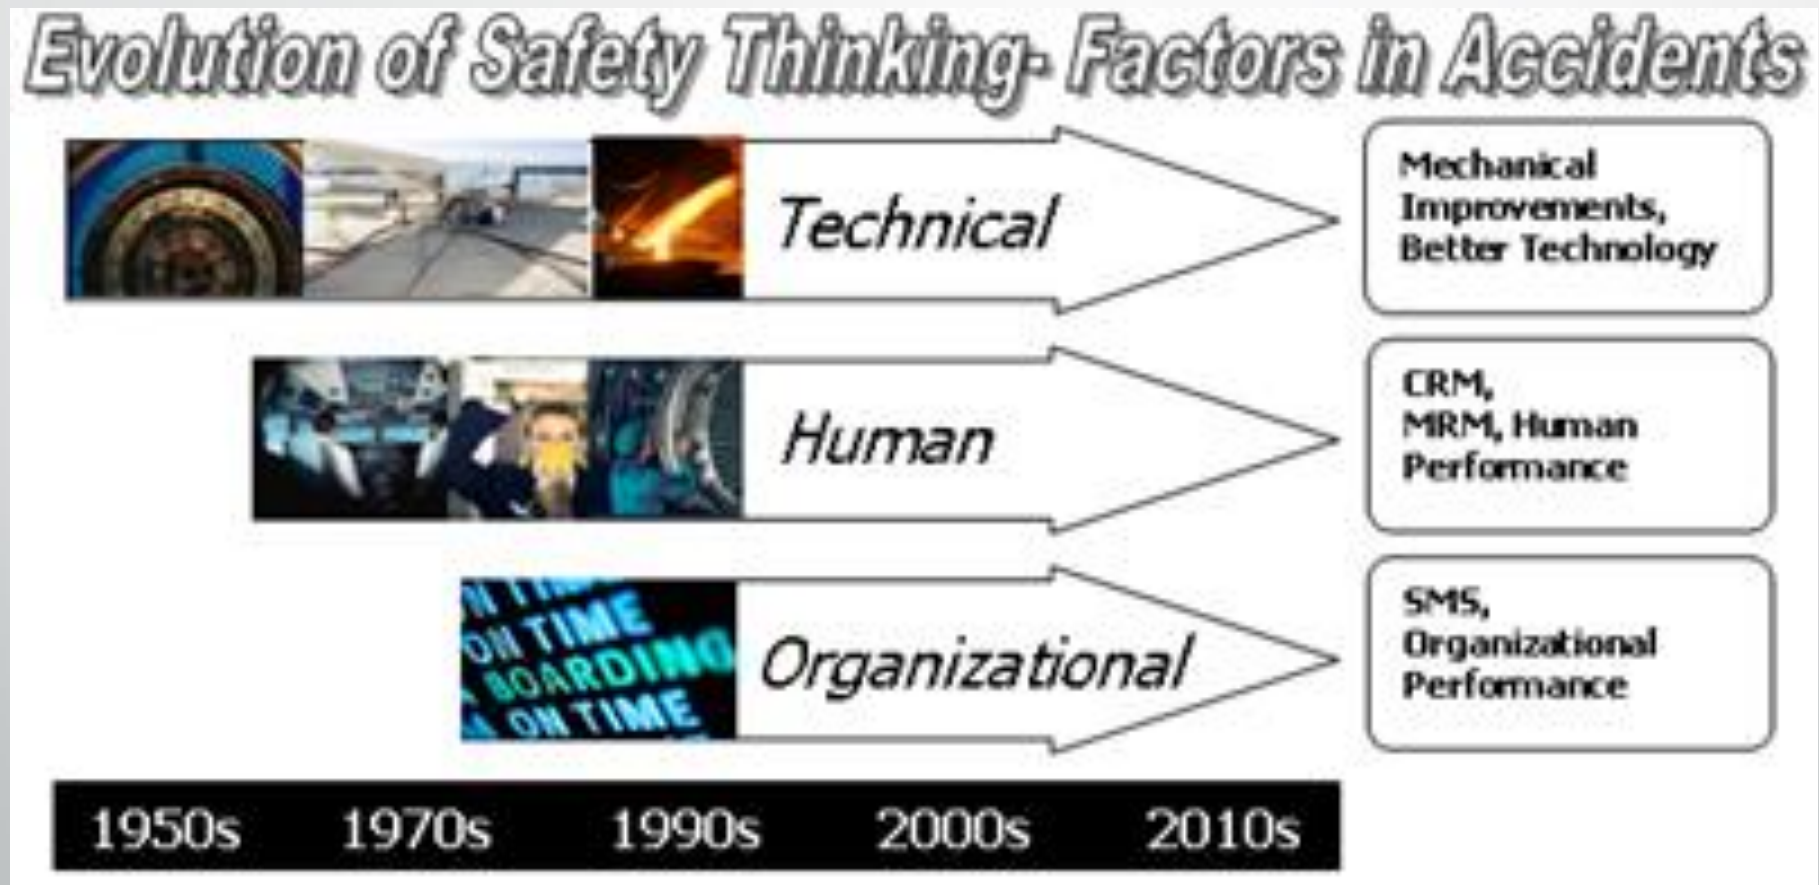 Evolution of Safety Thinking- Factors in Accidents
Technical
Mechanical
Improvements,
Better Technology
Human
CRM,
MRM, Human
Performance
ON TIME
BOARDING
ON TIME
Organizational
SMS,
Organizational
Performance
1950s 1970s 1990s 2000s 2010s